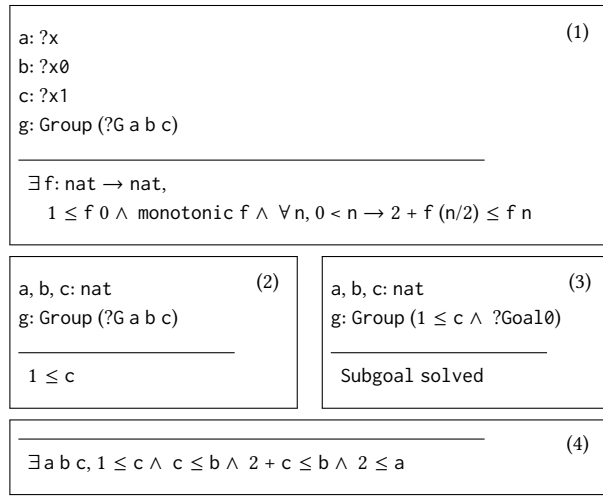 (1)
a: ?x
b: ?x0
c: ?x1
g: Group (?G a b c)
∃ f: nat → nat,
1 ≤ f 0 ∧ monotonic f ∧ ∀ n, 0 < n → 2 + f (n/2) ≤ f n
(2)
a, b, c: nat
g: Group (?G a b c)
1 ≤ c
(3)
a, b, c: nat
g: Group (1 ≤ c ∧ ?Goal0)
Subgoal solved
(4)
∃ a b c, 1 ≤ c ∧ c ≤ b ∧ 2 + c ≤ b ∧ 2 ≤ a